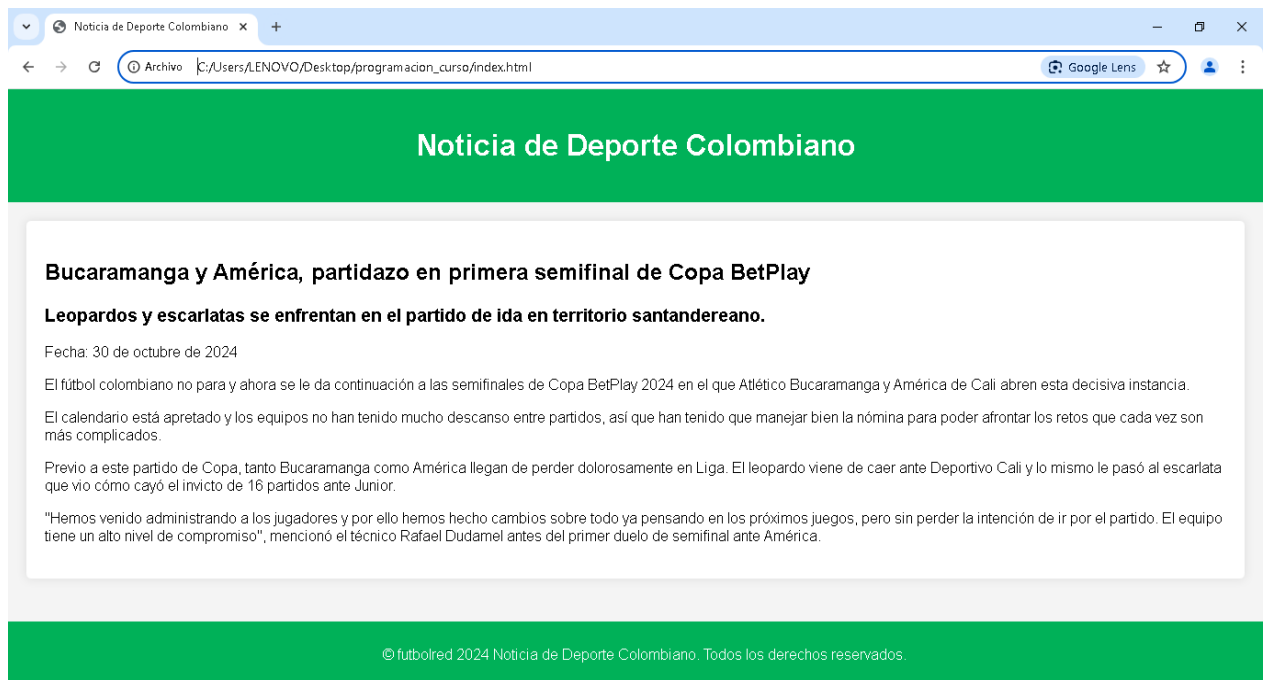 Noticia de Deporte Colombiano
Archivo C:/Users/LENOVO/Desktop/programacion_curso/index.html
Google Lens
Noticia de Deporte Colombiano
Bucaramanga y América, partidazo en primera semifinal de Copa BetPlay
Leopardos y escarlatas se enfrentan en el partido de ida en territorio santandereano.
Fecha: 30 de octubre de 2024
El fútbol colombiano no para y ahora se le da continuación a las semifinales de Copa BetPlay 2024 en el que Atlético Bucaramanga y América de Cali abren esta decisiva instancia.
El calendario está apretado y los equipos no han tenido mucho descanso entre partidos, así que han tenido que manejar bien la nómina para poder afrontar los retos que cada vez son
más complicados.
Previo a este partido de Copa, tanto Bucaramanga como América llegan de perder dolorosamente en Liga. El leopardo viene de caer ante Deportivo Cali y lo mismo le pasó al escarlata
que vio cómo cayó el invicto de 16 partidos ante Junior.
"Hemos venido administrando a los jugadores y por ello hemos hecho cambios sobre todo ya pensando en los próximos juegos, pero sin perder la intención de ir por el partido. El equipo
tiene un alto nivel de compromiso", mencionó el técnico Rafael Dudamel antes del primer duelo de semifinal ante América.
© futbolred 2024 Noticia de Deporte Colombiano. Todos los derechos reservados.